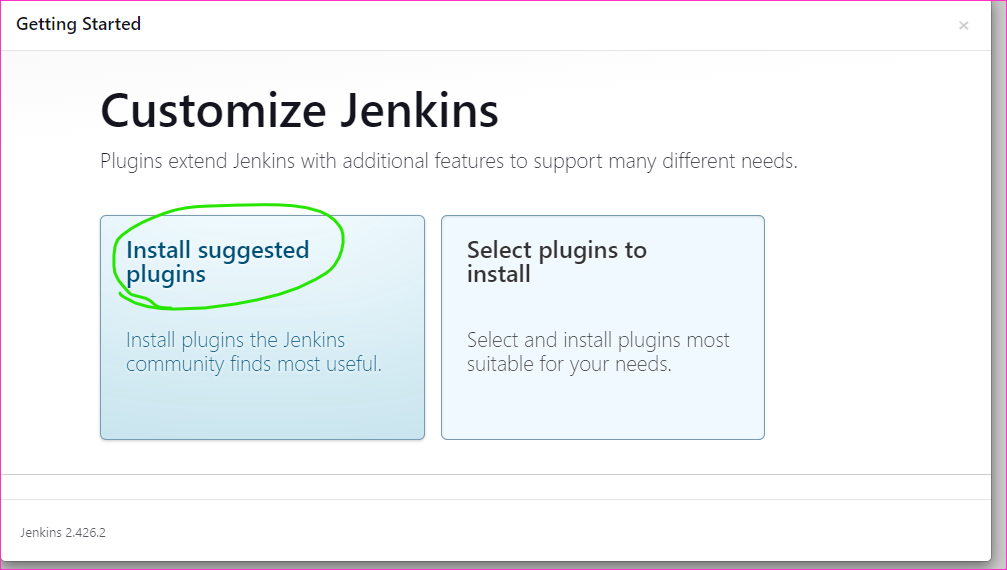 Getting Started
×
Customize Jenkins
Plugins extend Jenkins with additional features to support many different needs.
Install suggested
plugins
Install plugins the Jenkins
community finds most useful.
Select plugins to
install
Select and install plugins most
suitable for your needs.
Jenkins 2.426.2